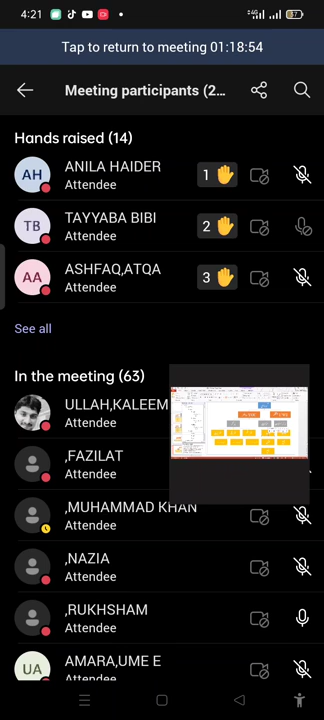 4:21
Tap to return to meeting 01:18:54
Meeting participants (2...
Hands raised (14)
AH
ANILA HAIDER
Attendee
1
TB
TAYYABA BIBI
Attendee
2
AA
ASHFAQ,ATQA
Attendee
3
See all
In the meeting (63)
ULLAH,KALEEM
Attendee
,FAZILAT
Attendee
,MUHAMMAD KHAN
Attendee
,NAZIA
Attendee
,RUKHSHAM
Attendee
UA
AMARA,UME E
Attendee